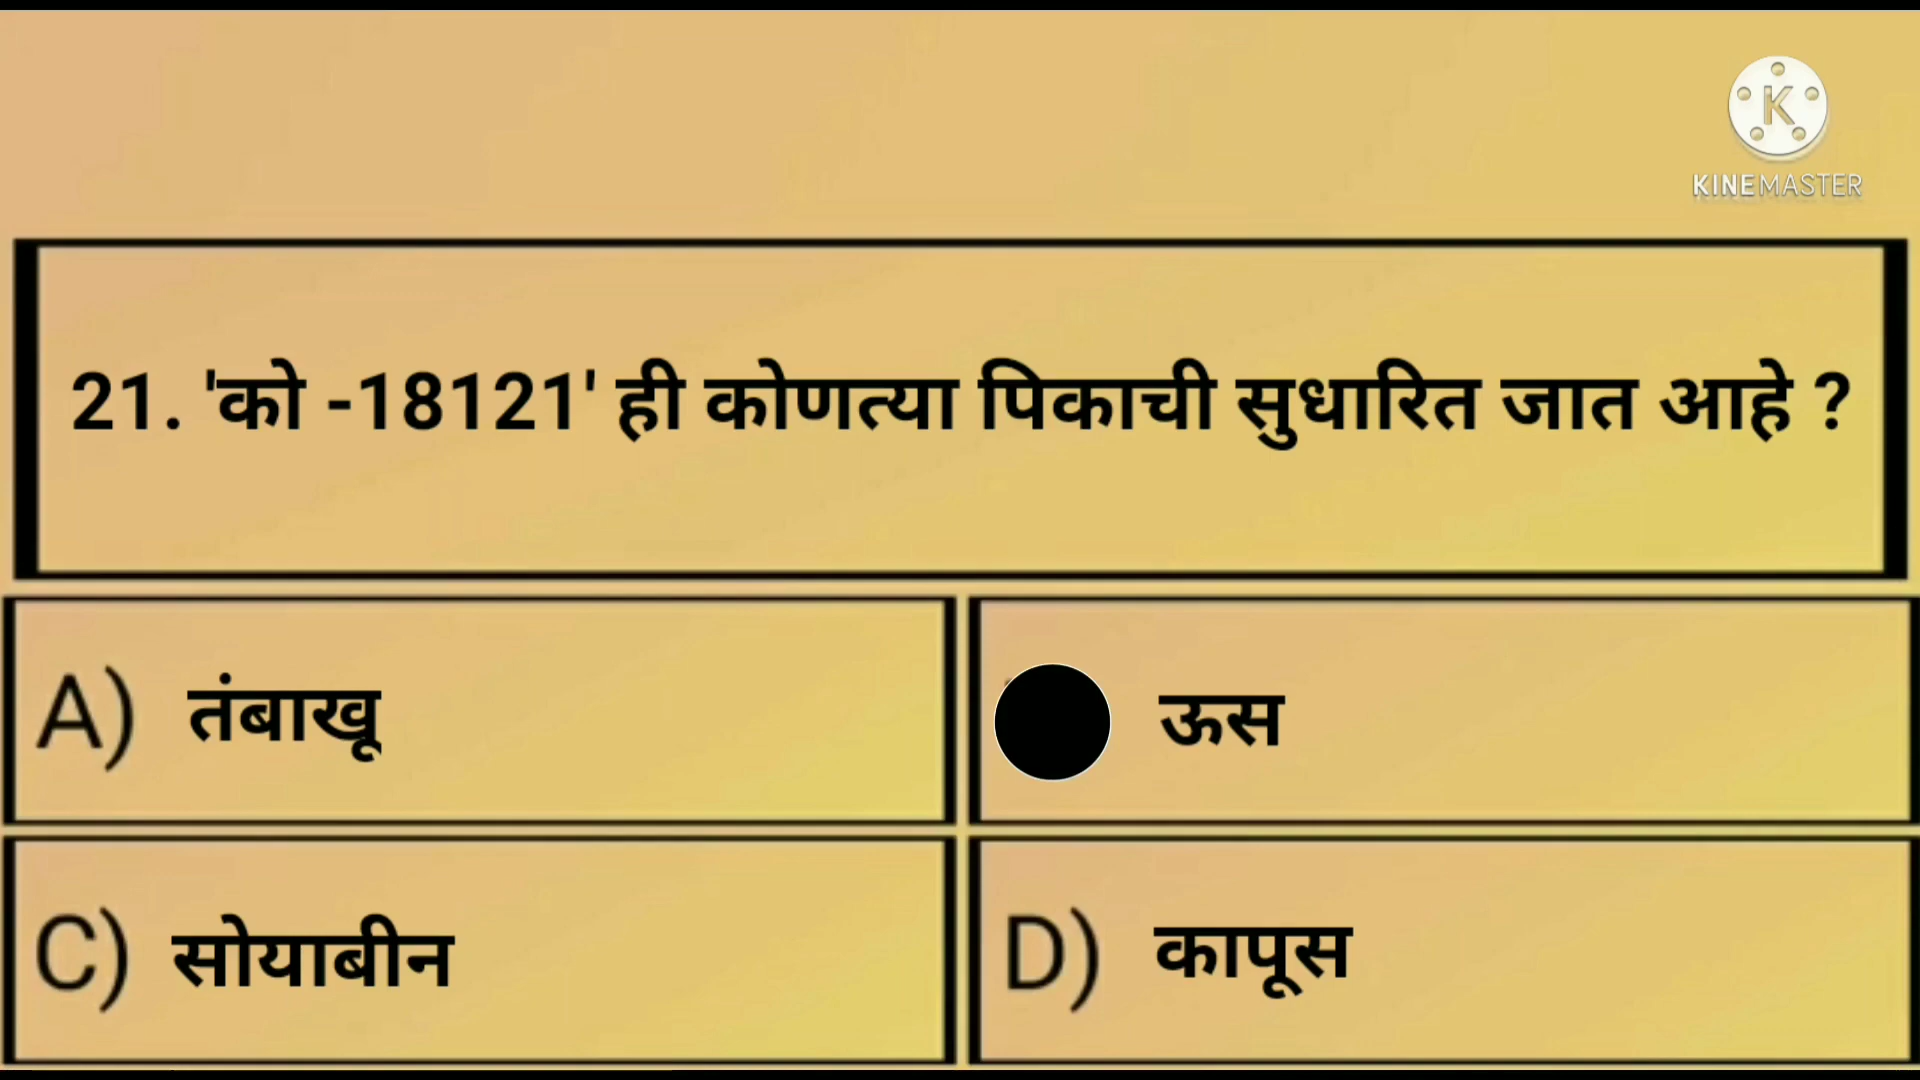 KINEMASTER
21. 'को -18121' ही कोणत्या पिकाची सुधारित जात आहे ?
A) तंबाखू
ऊस
C) सोयाबीन
D) कापूस